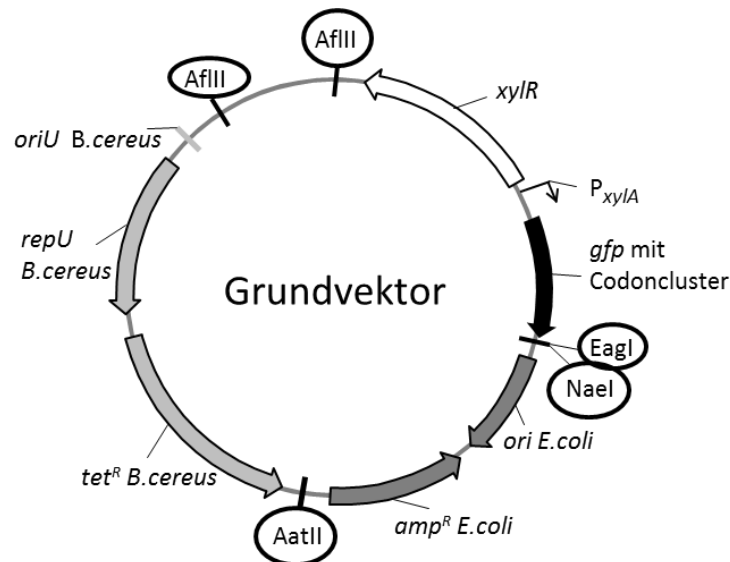 AflII
AflII
xylR
oriU B.cereus
PxylA
repU
B.cereus
gfp mit
Codoncluster
Grundvektor
EagI
NaeI
ori E.coli
tetR B.cereus
ampR E.coli
AatII